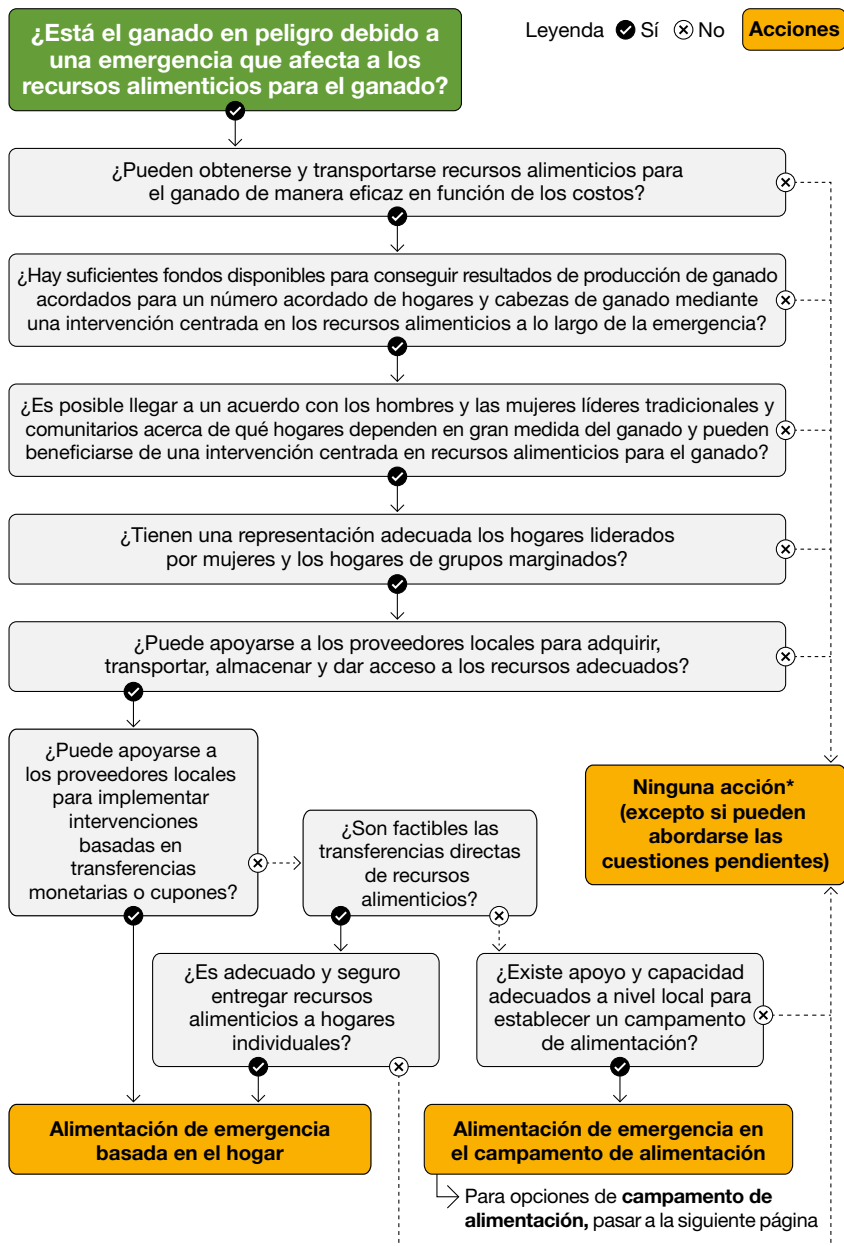 ¿Está el ganado en peligro debido a
una emergencia que afecta a los
recursos alimenticios para el ganado?
Leyenda Sí No Acciones
¿Pueden obtenerse y transportarse recursos alimenticios para
el ganado de manera eficaz en función de los costos?
¿Hay suficientes fondos disponibles para conseguir resultados de producción de ganado
acordados para un número acordado de hogares y cabezas de ganado mediante
una intervención centrada en los recursos alimenticios a lo largo de la emergencia?
¿Es posible llegar a un acuerdo con los hombres y las mujeres líderes tradicionales y
comunitarios acerca de qué hogares dependen en gran medida del ganado y pueden
beneficiarse de una intervención centrada en recursos alimenticios para el ganado?
¿Tienen una representación adecuada los hogares liderados
por mujeres y los hogares de grupos marginados?
¿Puede apoyarse a los proveedores locales para adquirir,
transportar, almacenar y dar acceso a los recursos adecuados?
¿Puede apoyarse a
los proveedores locales
para implementar
intervenciones
basadas en
transferencias
monetarias o cupones?
¿Son factibles las
transferencias directas
de recursos
alimenticios?
Ninguna acción*
(excepto si pueden
abordarse las
cuestiones pendientes)
¿Es adecuado y seguro
entregar recursos
alimenticios a hogares
individuales?
¿Existe apoyo y capacidad
adecuados a nivel local para
establecer un campamento
de alimentación?
Alimentación de emergencia
basada en el hogar
Alimentación de emergencia en
el campamento de alimentación
Para opciones de campamento de
alimentación, pasar a la siguiente página